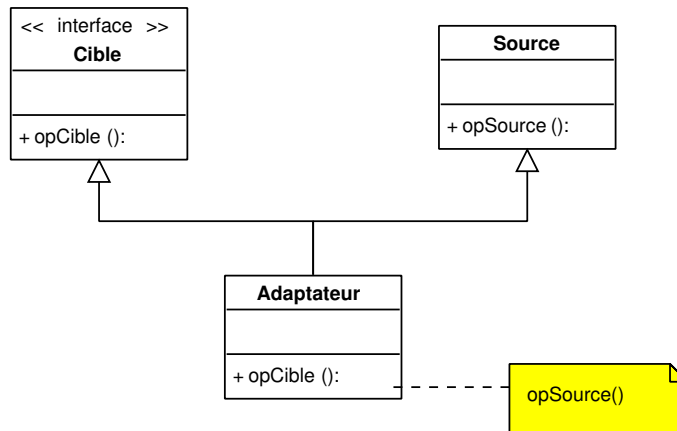 << interface >>
Cible
+ opCible ():
Source
+ opSource ():
Adaptateur
+ opCible ():
opSource()